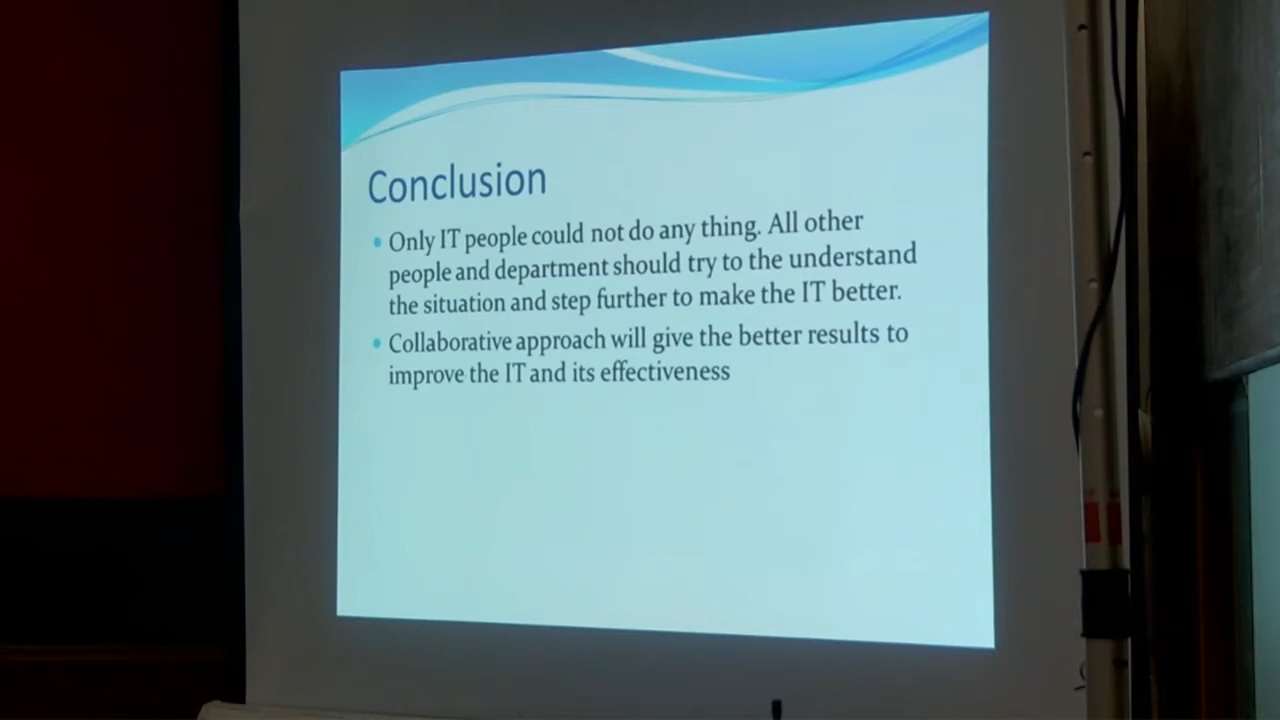 Conclusion
Only IT people could not do any thing. All other
people and department should try to the understand
the situation and step further to make the IT better.
Collaborative approach will give the better results to
improve the IT and its effectiveness